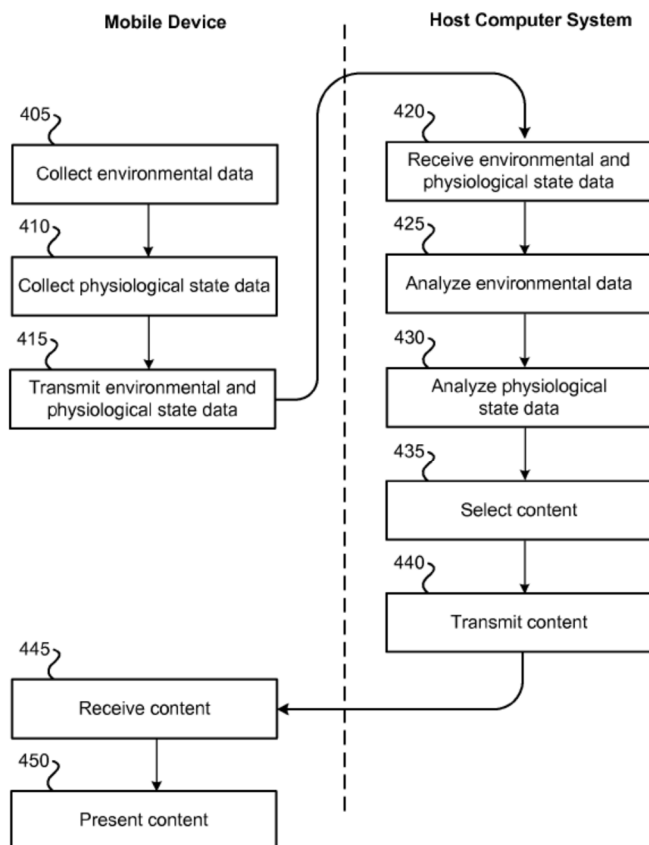 Mobile Device
Host Computer System
405
Collect environmental data
410
Collect physiological state data
415
Transmit environmental and
physiological state data
420
Receive environmental and
physiological state data
425
Analyze environmental data
430
Analyze physiological
state data
435
Select content
440
Transmit content
445
Receive content
450
Present content